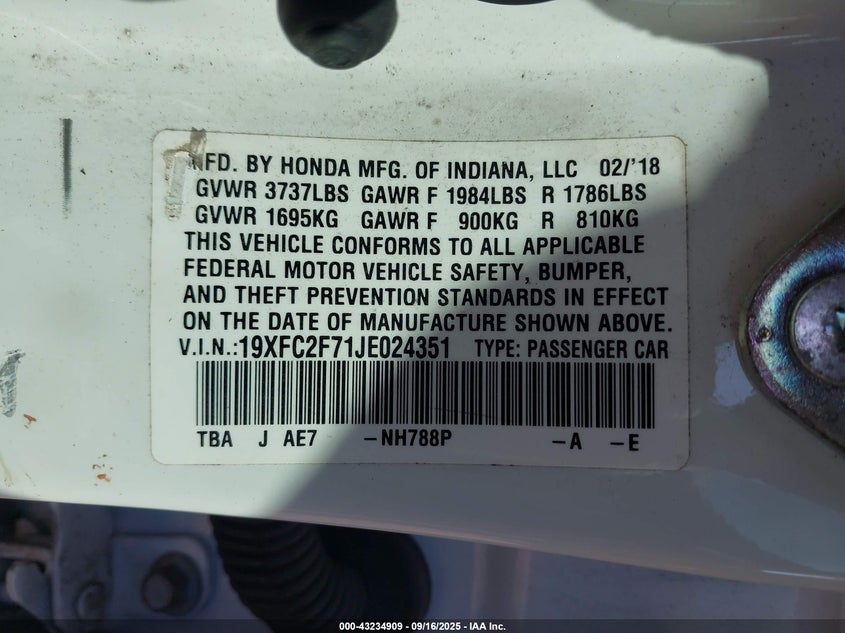 MFD. BY HONDA MFG. OF INDIANA, LLC 02/'18
GVWR 3737LBS GAWR F 1984LBS R 1786LBS
GVWR 1695KG GAWR F 900KG R 810KG
THIS VEHICLE CONFORMS TO ALL APPLICABLE
FEDERAL MOTOR VEHICLE SAFETY, BUMPER,
AND THEFT PREVENTION STANDARDS IN EFFECT
ON THE DATE OF MANUFACTURE SHOWN ABOVE.
V.I.N.:19XFC2F71JE024351 TYPE: PASSENGER CAR
TBA J AE7 –NH788P –A –E
000-43234909 - 09/16/2025 - IAA Inc.